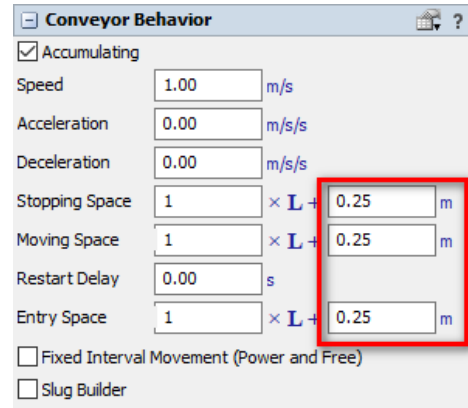 Conveyor Behavior ?
Accumulating
Speed 1.00 m/s
Acceleration 0.00 m/s/s
Deceleration 0.00 m/s/s
Stopping Space 1 × L + 0.25 m
Moving Space 1 × L + 0.25 m
Restart Delay 0.00 s
Entry Space 1 × L + 0.25 m
Fixed Interval Movement (Power and Free)
Slug Builder